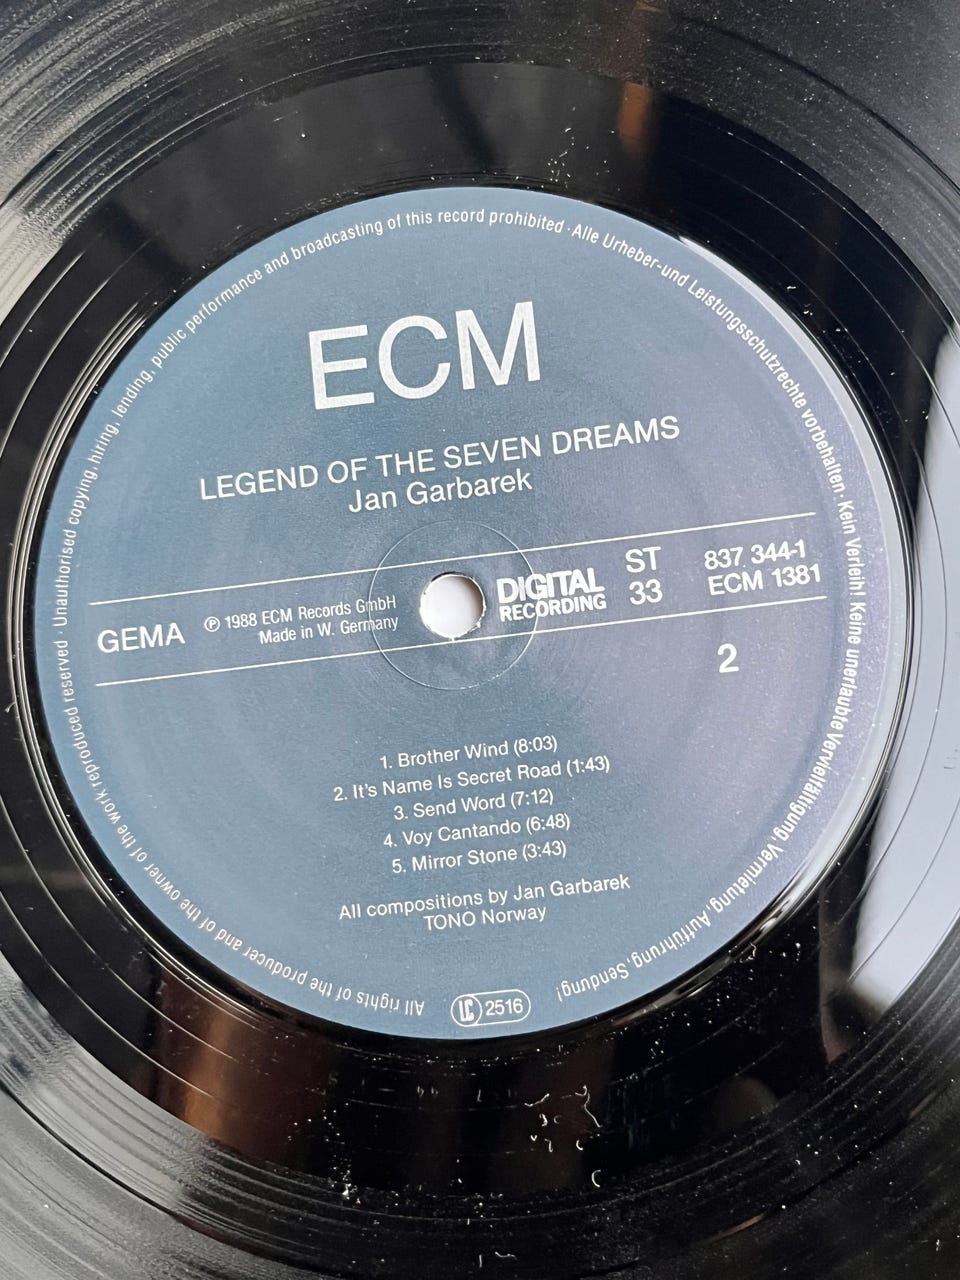 All rights of the producer and of the owner of the work reproduced reserved · Unauthorised copying, hiring, lending, public performance and broadcasting of this record prohibited · Alle Urheber-und Leistungsschutzrechte vorbehalten · Kein Verleih! Keine unerlaubte Vervielfältigung, Vermietung, Aufführung, Sendung!
ECM
LEGEND OF THE SEVEN DREAMS
Jan Garbarek
GEMA
℗ 1988 ECM Records GmbH
Made in W. Germany
DIGITAL
RECORDING
ST
33
837 344-1
ECM 1381
2
1. Brother Wind (8:03)
2. It's Name Is Secret Road (1:43)
3. Send Word (7:12)
4. Voy Cantando (6:48)
5. Mirror Stone (3:43)
All compositions by Jan Garbarek
TONO Norway
LC 2516